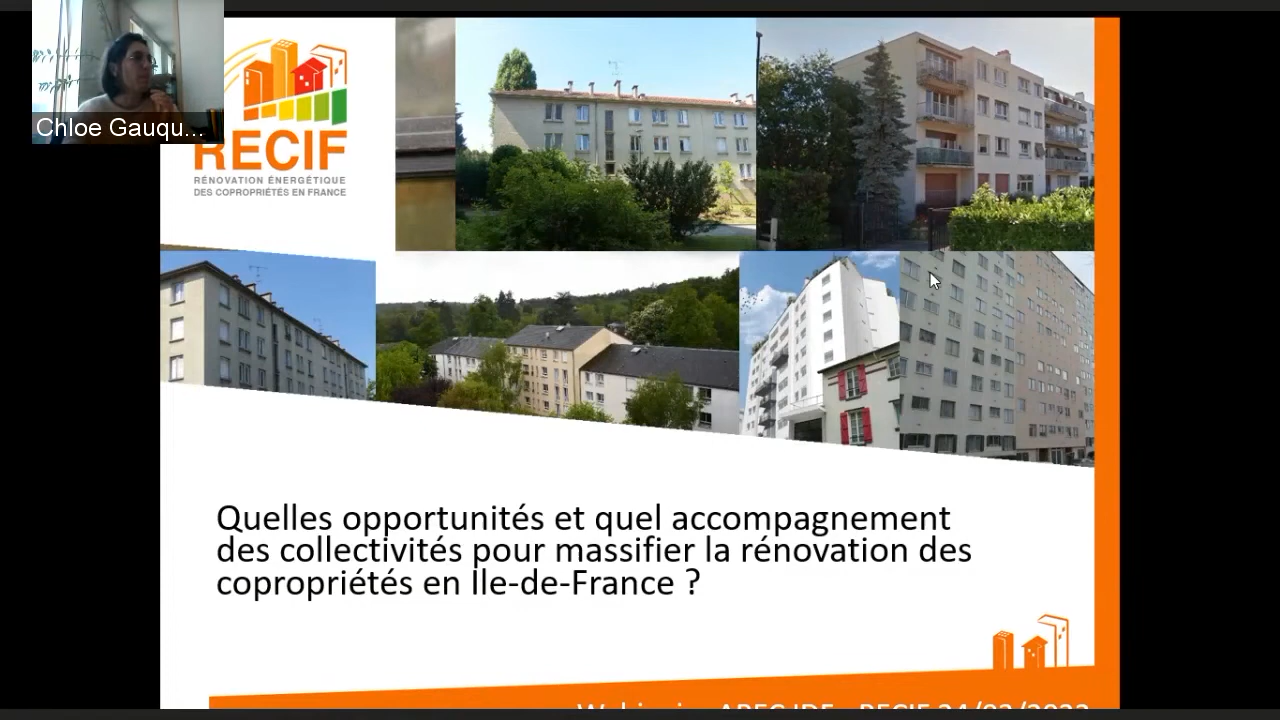 Chloe Gauqu...
RECIF
RÉNOVATION ÉNERGÉTIQUE
DES COPROPRIÉTÉS EN FRANCE
Quelles opportunités et quel accompagnement
des collectivités pour massifier la rénovation des
copropriétés en Ile-de-France ?